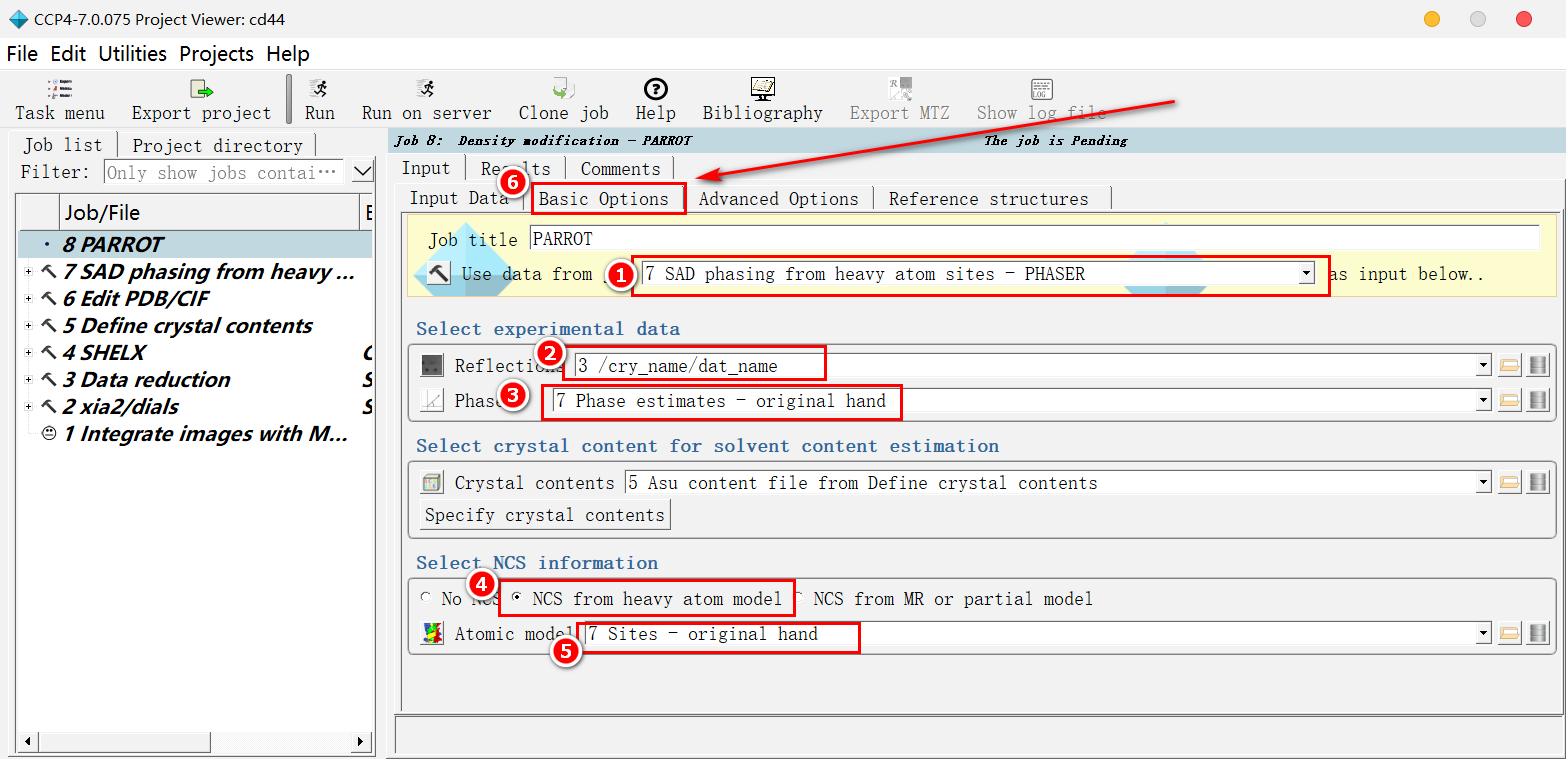 CCP4-7.0.075 Project Viewer: cd44
File Edit Utilities Projects Help
Task menu Export project Run Run on server Clone job Help Bibliography Export MTZ Show log file
Job list Project directory
Filter: Only show jobs contai···
Job/File
8 PARROT
7 SAD phasing from heavy ...
6 Edit PDB/CIF
5 Define crystal contents
4 SHELX
3 Data reduction
2 xia2/dials
1 Integrate images with M...
Job 8: Density modification - PARROT The job is Pending
Input Results Comments
6
Input Data Basic Options Advanced Options Reference structures
Job title PARROT
Use data from 1 7 SAD phasing from heavy atom sites - PHASER as input below..
Select experimental data
Reflections 2 3 /cry_name/dat_name
3 7 Phase estimates - original hand
Select crystal content for solvent content estimation
Crystal contents 5 Asu content file from Define crystal contents
Specify crystal contents
Select NCS information
4
No NCS NCS from heavy atom model NCS from MR or partial model
Atomic model 7 Sites - original hand
5